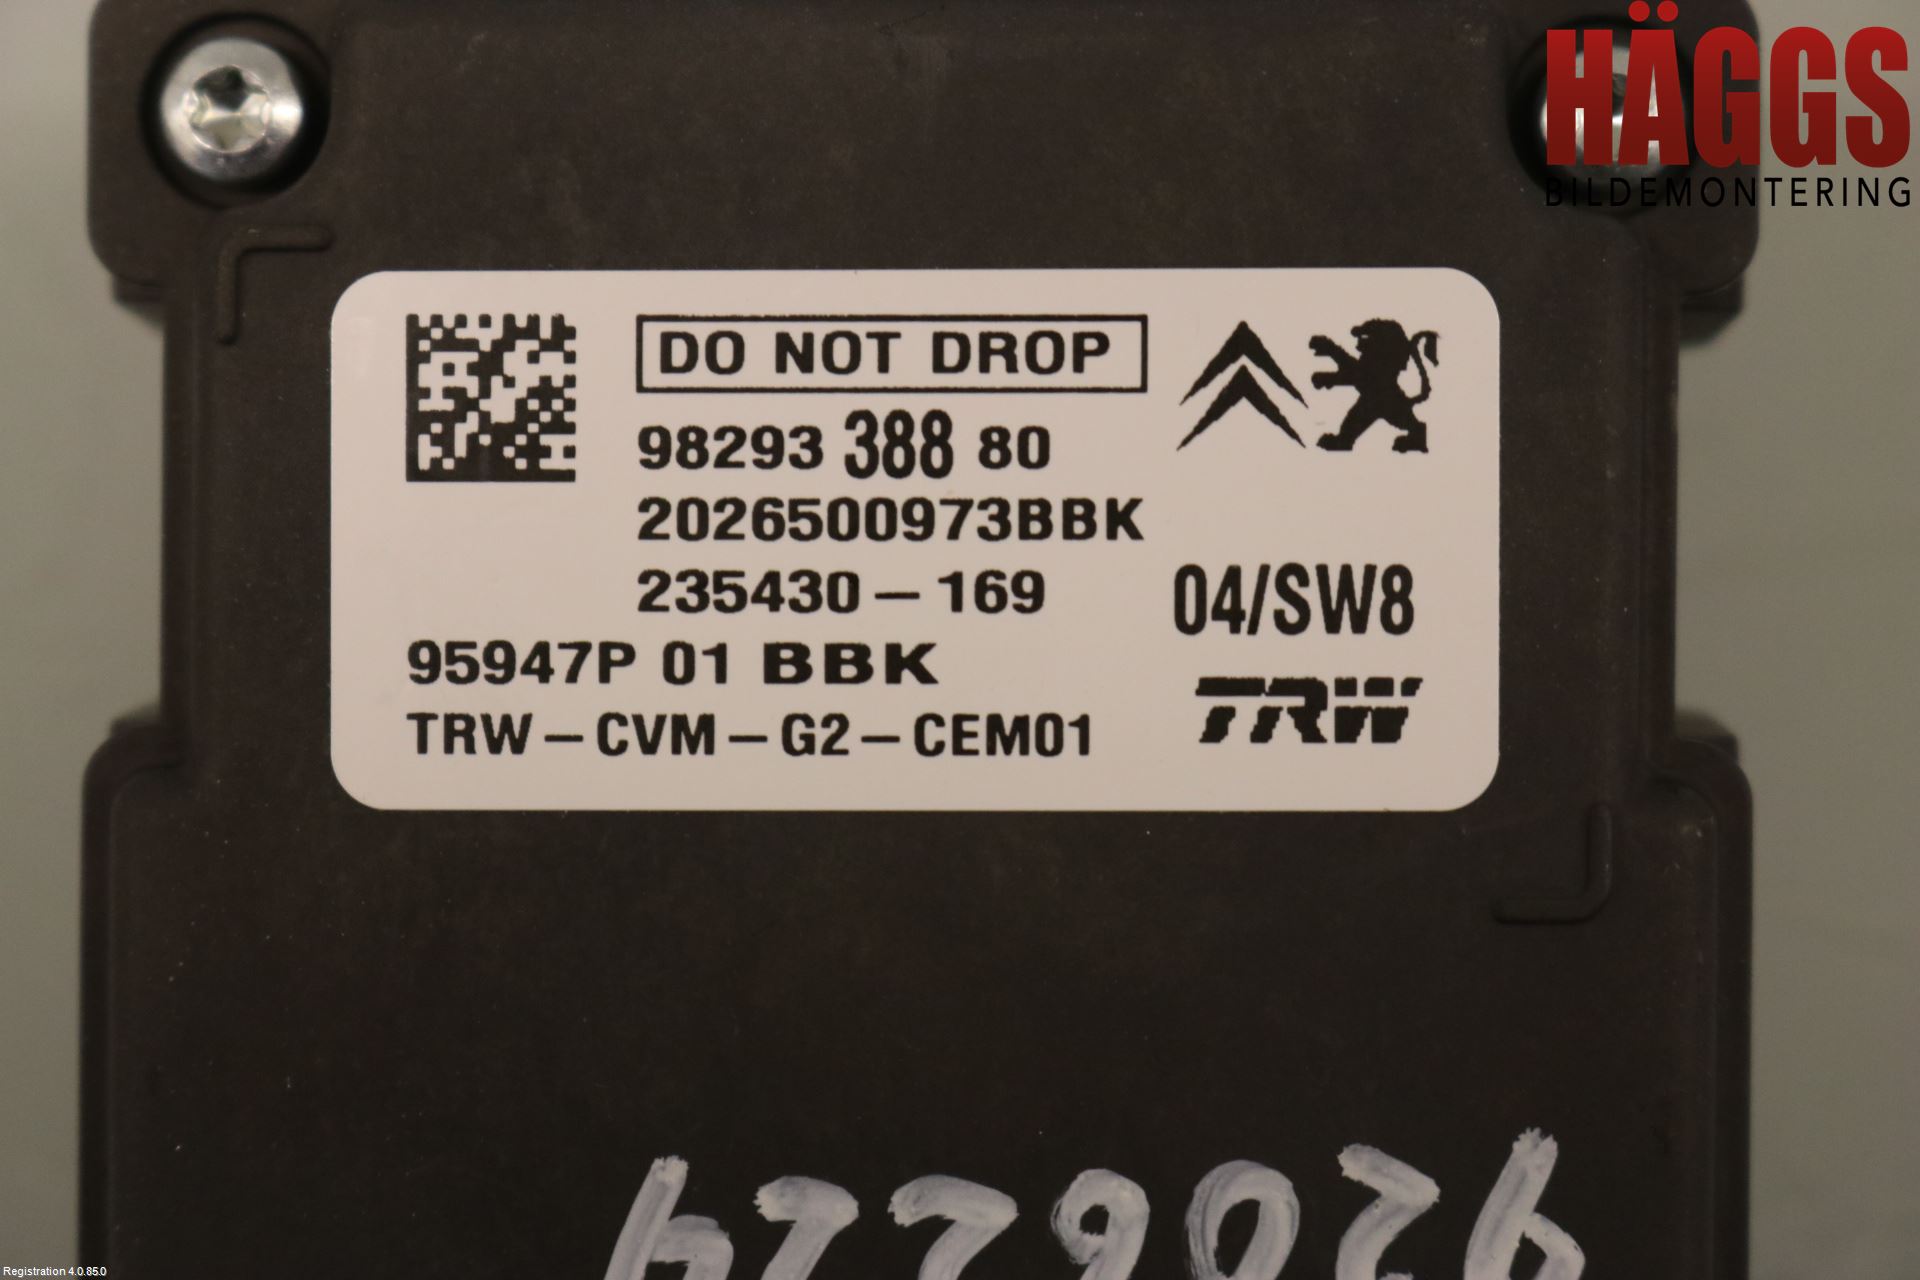 HÄGGS
BILDEMONTERING
DO NOT DROP
98293 388 80
2026500973BBK
235430-169
04/SW8
95947P 01 BBK
TRW-CVM-G2-CEM01
TRW
Registration 4.0.85.0